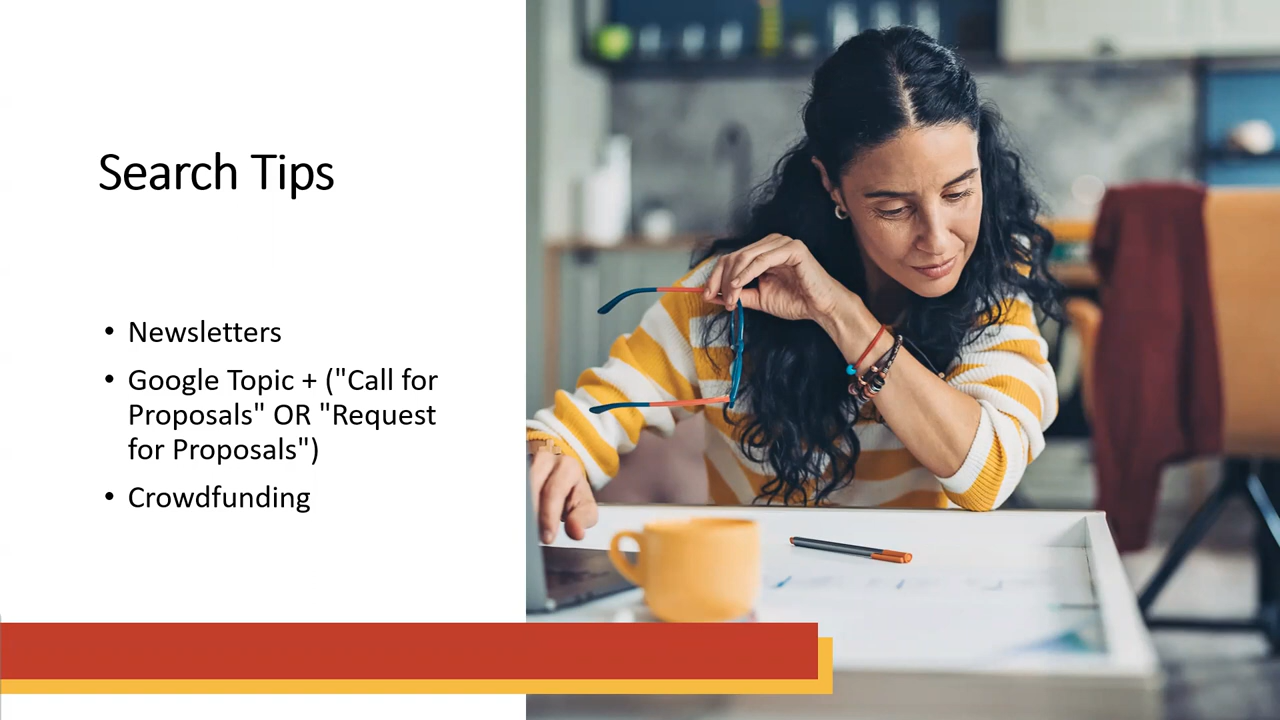 Search Tips
• Newsletters
• Google Topic + ("Call for
Proposals" OR "Request
for Proposals")
• Crowdfunding